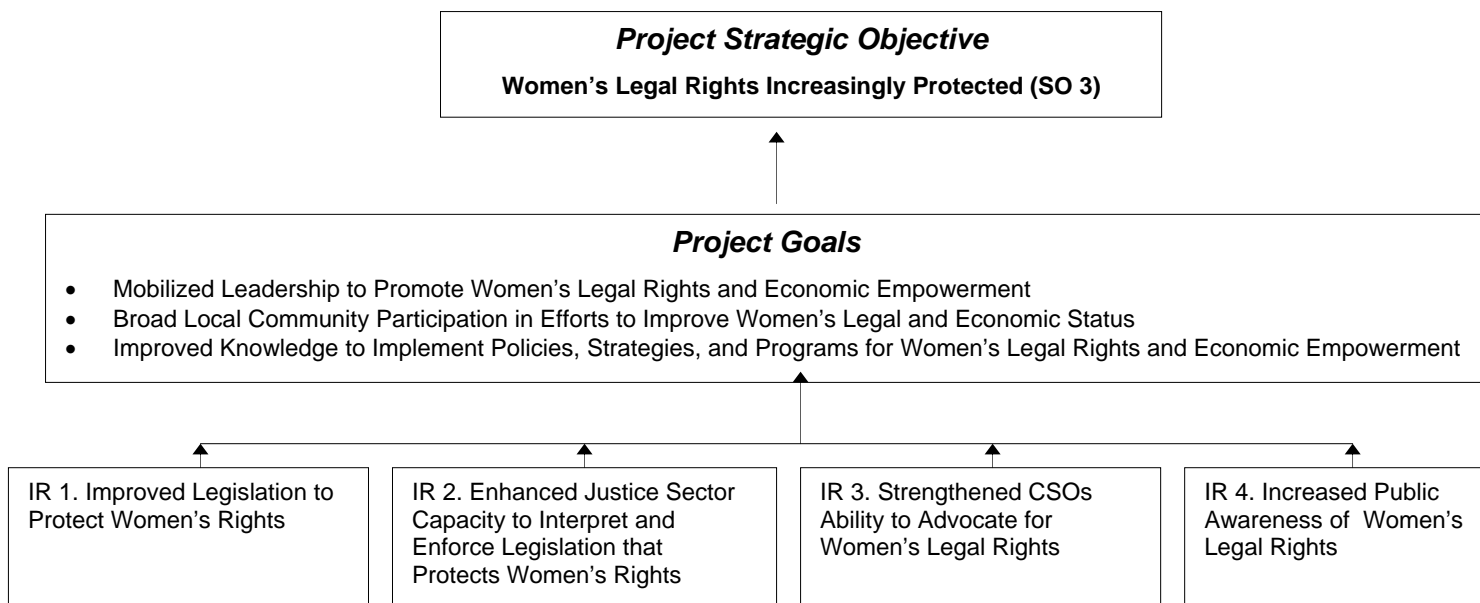 Project Strategic Objective
Women’s Legal Rights Increasingly Protected (SO 3)
Project Goals
• Mobilized Leadership to Promote Women’s Legal Rights and Economic Empowerment
• Broad Local Community Participation in Efforts to Improve Women’s Legal and Economic Status
• Improved Knowledge to Implement Policies, Strategies, and Programs for Women’s Legal Rights and Economic Empowerment
IR 1. Improved Legislation to
Protect Women’s Rights
IR 2. Enhanced Justice Sector
Capacity to Interpret and
Enforce Legislation that
Protects Women’s Rights
IR 3. Strengthened CSOs
Ability to Advocate for
Women’s Legal Rights
IR 4. Increased Public
Awareness of Women’s
Legal Rights